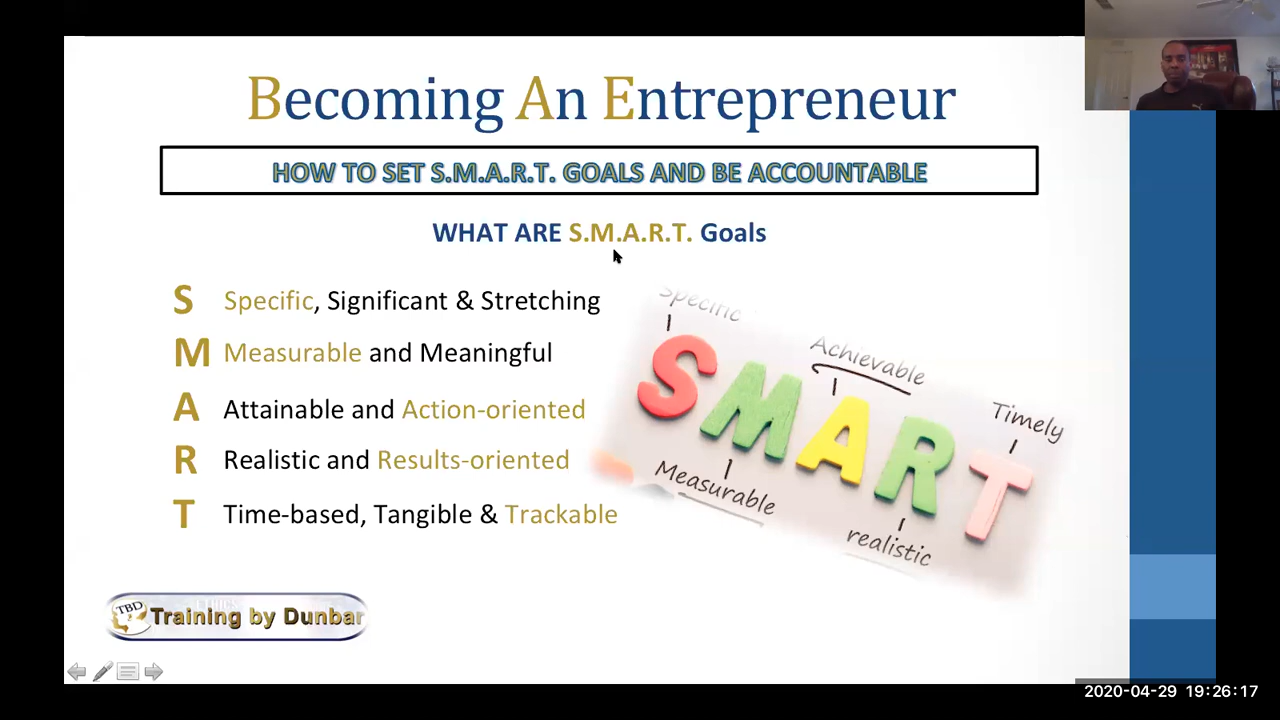 Becoming An Entrepreneur
HOW TO SET S.M.A.R.T. GOALS AND BE ACCOUNTABLE
WHAT ARE S.M.A.R.T. Goals
S Specific, Significant & Stretching
M Measurable and Meaningful
A Attainable and Action-oriented
R Realistic and Results-oriented
T Time-based, Tangible & Trackable
Specific
Achievable
Timely
SMART
Measurable
realistic
TBD
Training by Dunbar
2020-04-29 19:26:17